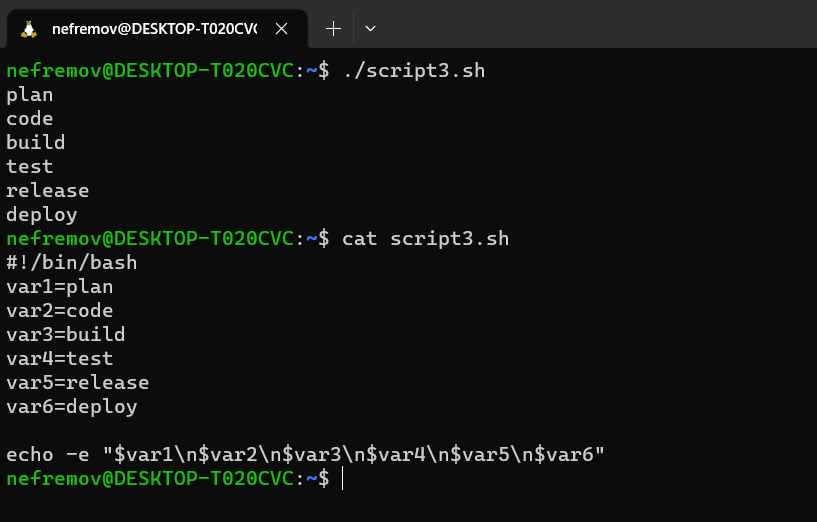 nefremov@DESKTOP-T020CV
nefremov@DESKTOP-T020CVC:~$ ./script3.sh
plan
code
build
test
release
deploy
nefremov@DESKTOP-T020CVC:~$ cat script3.sh
#!/bin/bash
var1=plan
var2=code
var3=build
var4=test
var5=release
var6=deploy
echo -e "$var1\n$var2\n$var3\n$var4\n$var5\n$var6"
nefremov@DESKTOP-T020CVC:~$